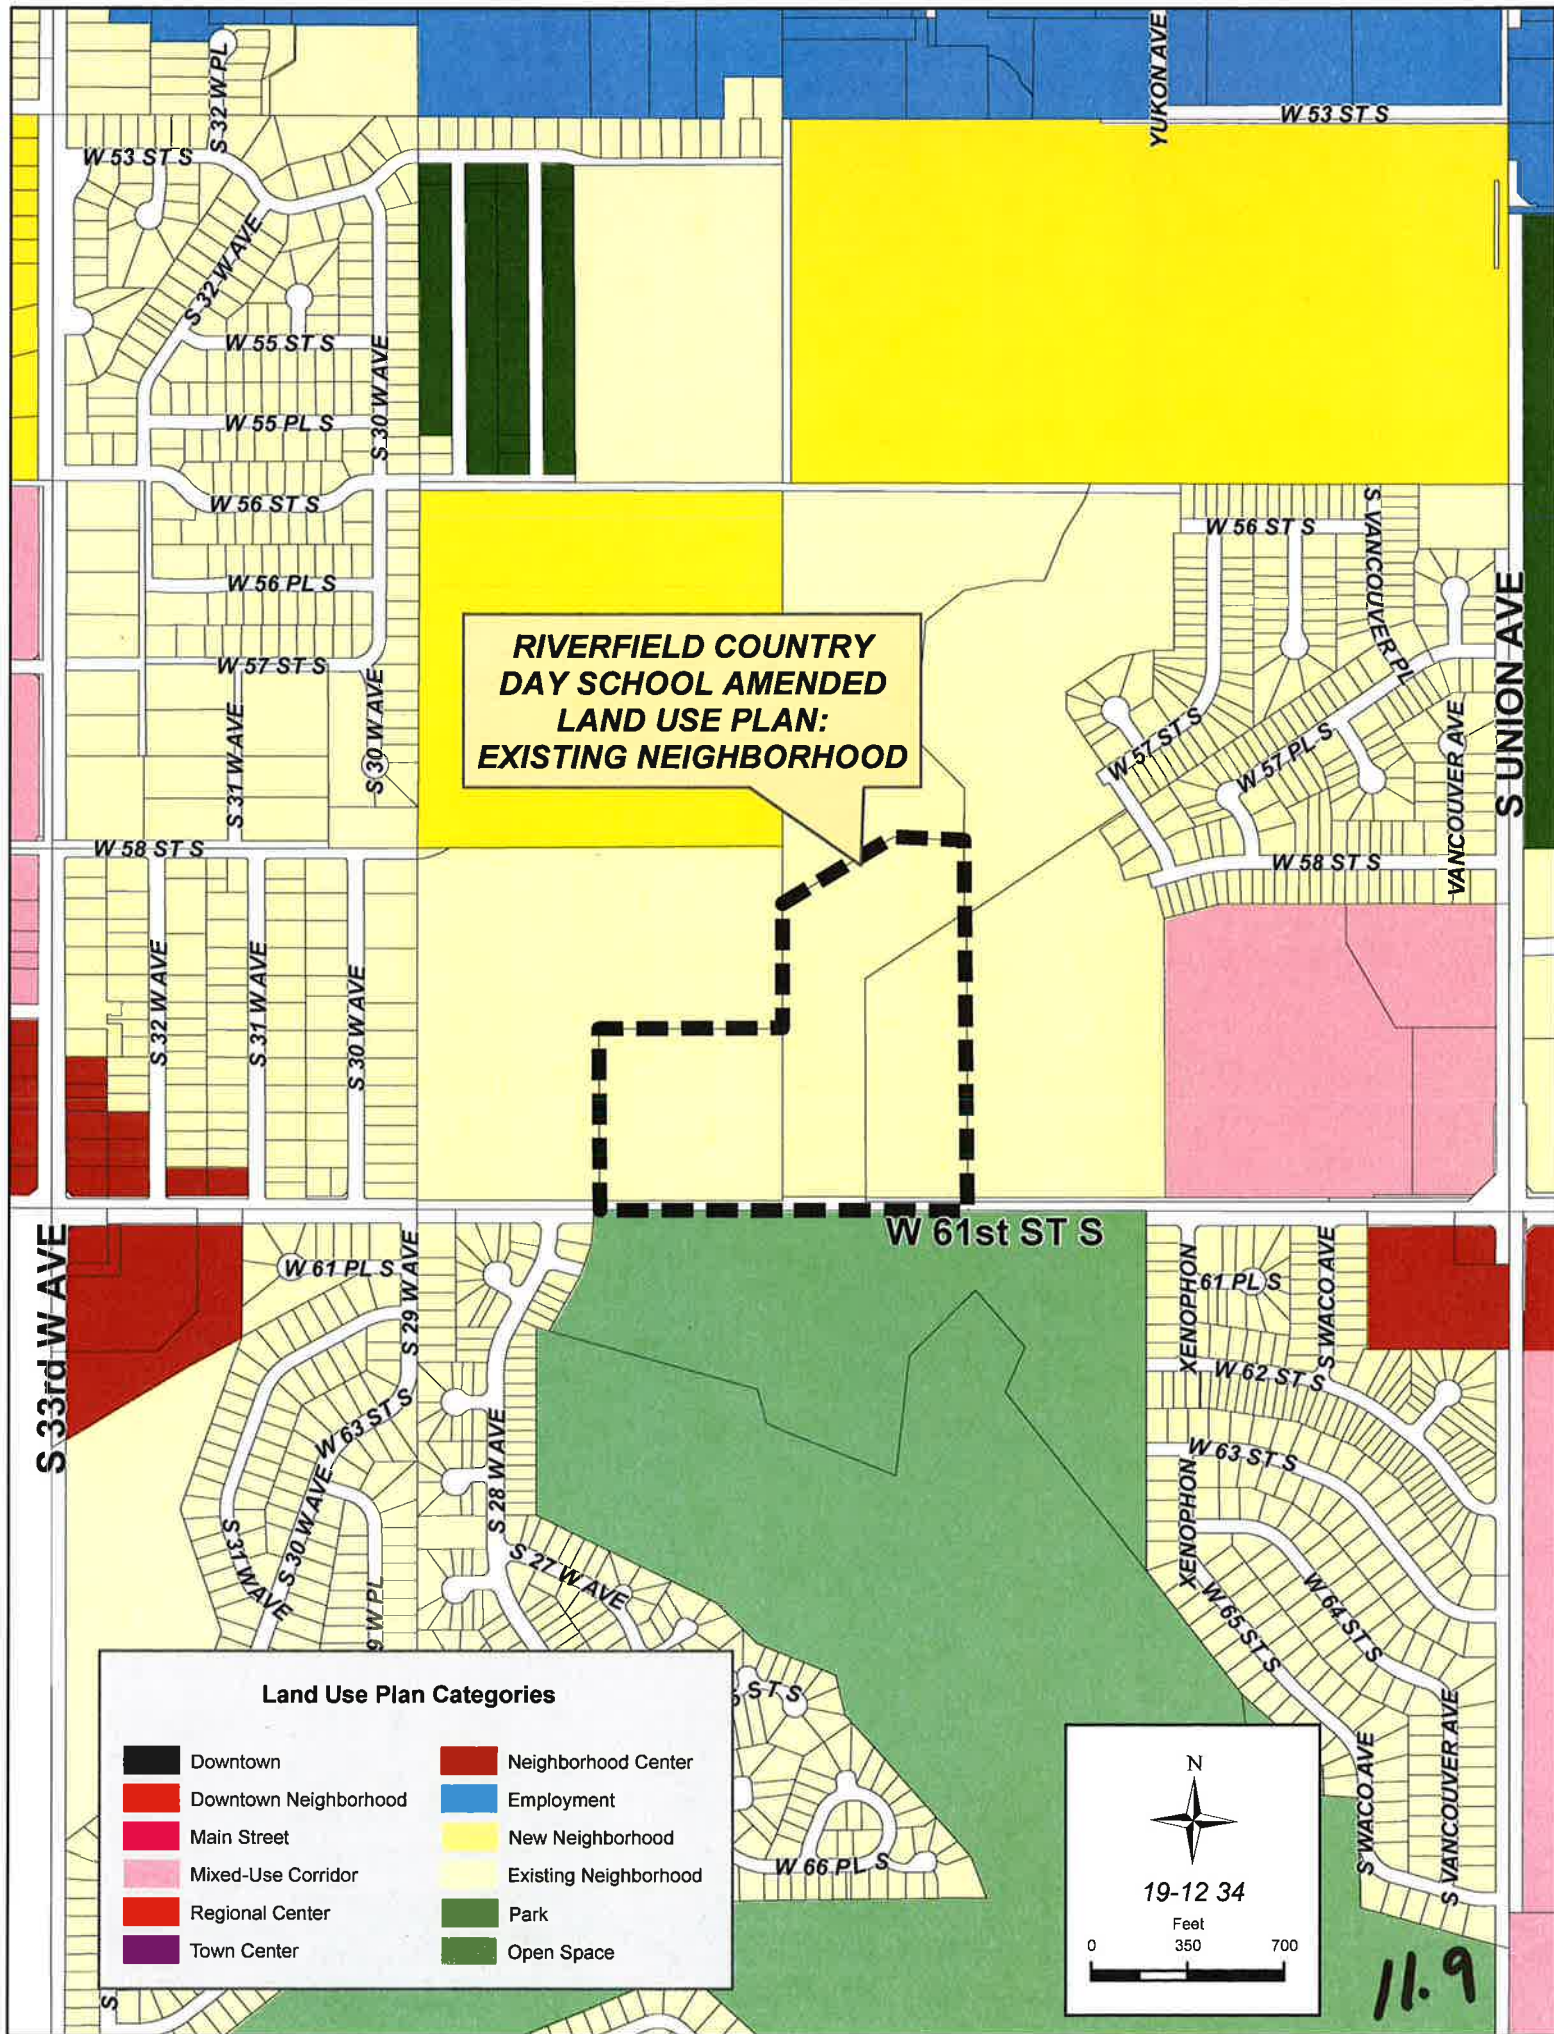 YUKON AVE
W 53 ST S
S 32 W PL
W 53 ST S
S 32 W AVE
W 55 ST S
S 30 W AVE
W 55 PL S
W 56 ST S
W 56 PL S
W 57 ST S
S 31 W AVE
S 30 W AVE
W 56 ST S
S VANCOUVER PL
W 57 ST S
W 57 PL S
VANCOUVER AVE
S UNION AVE
W 58 ST S
RIVERFIELD COUNTRY
DAY SCHOOL AMENDED
LAND USE PLAN:
EXISTING NEIGHBORHOOD
W 58 ST S
S 32 W AVE
S 31 W AVE
S 30 W AVE
W 61st ST S
S 33rd W AVE
W 61 PL S
S 29 W AVE
W 63 ST S
S 28 W AVE
S 30 W AVE
S 31 W AVE
S 27 W AVE
9 W PL
XENOPHON
61 PL S
S WACO AVE
W 62 ST S
W 63 ST S
XENOPHON
W 64 ST S
W 65 ST S
S WACO AVE
S VANCOUVER AVE
ST S
W 66 PL S
S
Land Use Plan Categories
Downtown
Downtown Neighborhood
Main Street
Mixed-Use Corridor
Regional Center
Town Center
Neighborhood Center
Employment
New Neighborhood
Existing Neighborhood
Park
Open Space
N
19-12 34
Feet
0 350 700
11.9